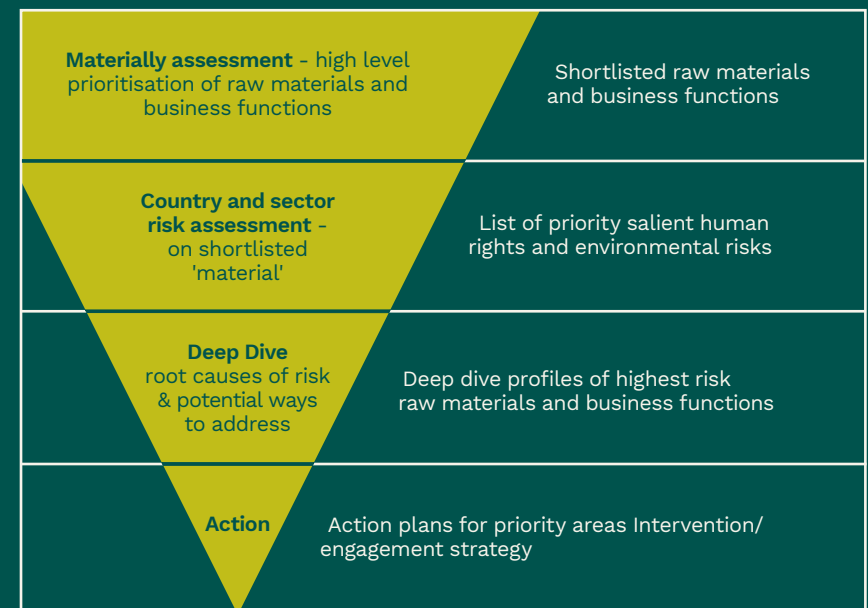 Materially assessment - high level
prioritisation of raw materials and
business functions
Shortlisted raw materials
and business functions
Country and sector
risk assessment -
on shortlisted
'material'
List of priority salient human
rights and environmental risks
Deep Dive
root causes of risk
& potential ways
to address
Deep dive profiles of highest risk
raw materials and business functions
Action
Action plans for priority areas Intervention/
engagement strategy